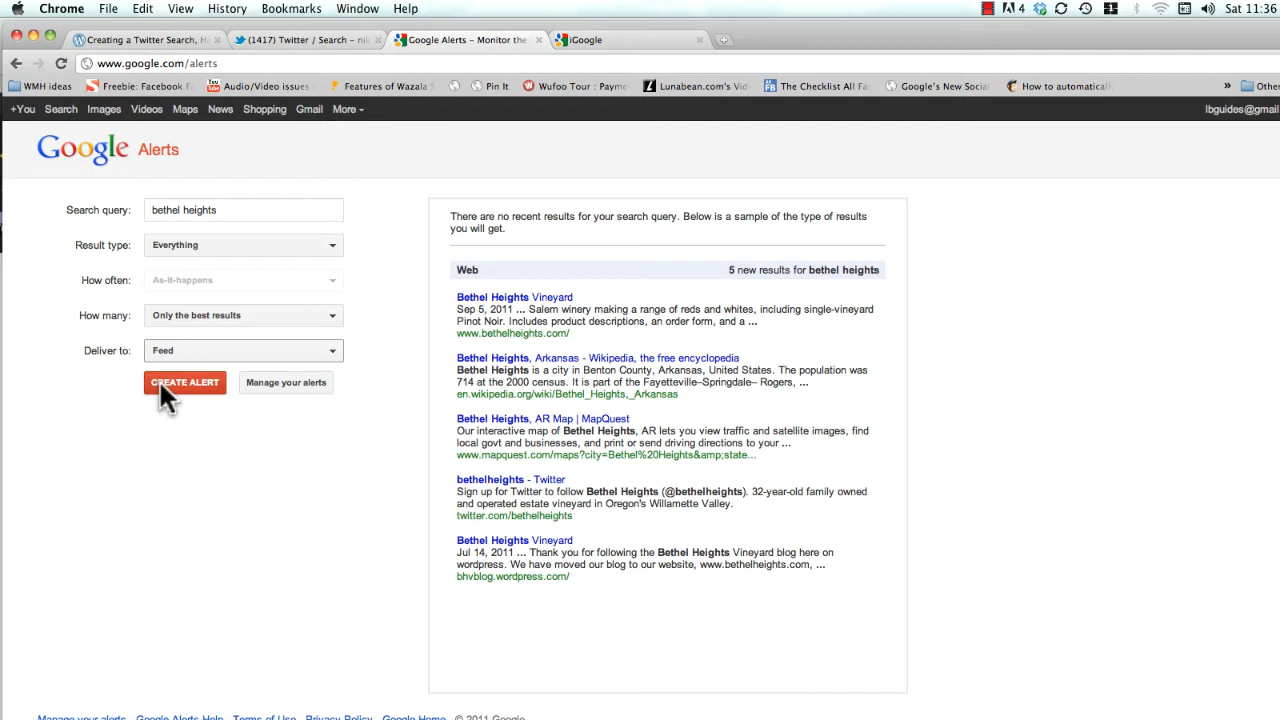 Chrome File Edit View History Bookmarks Window Help 4 1 Sat 11:36
Creating a Twitter Search, H (1417) Twitter / Search – ni Google Alerts – Monitor the iGoogle
www.google.com/alerts
WMH ideas Freebie: Facebook F Audio/Video issues Features of Wazala S Pin It Wufoo Tour : Payme Lunabean.com's Vid The Checklist All Fa Google's New Social How to automatically » Other
+You Search Images Videos Maps News Shopping Gmail More lbguides@gmail
Google Alerts
Search query: bethel heights
Result type: Everything
How often: As-it-happens
How many: Only the best results
Deliver to: Feed
CREATE ALERT Manage your alerts
There are no recent results for your search query. Below is a sample of the type of results
you will get.
Web 5 new results for bethel heights
Bethel Heights Vineyard
Sep 5, 2011 ... Salem winery making a range of reds and whites, including single-vineyard
Pinot Noir. Includes product descriptions, an order form, and a ...
www.bethelheights.com/
Bethel Heights, Arkansas - Wikipedia, the free encyclopedia
Bethel Heights is a city in Benton County, Arkansas, United States. The population was
714 at the 2000 census. It is part of the Fayetteville–Springdale– Rogers, ...
en.wikipedia.org/wiki/Bethel_Heights,_Arkansas
Bethel Heights, AR Map | MapQuest
Our interactive map of Bethel Heights, AR lets you view traffic and satellite images, find
local govt and businesses, and print or send driving directions to your ...
www.mapquest.com/maps?city=Bethel%20Heights&amp;state...
bethelheights - Twitter
Sign up for Twitter to follow Bethel Heights (@bethelheights). 32-year-old family owned
and operated estate vineyard in Oregon's Willamette Valley.
twitter.com/bethelheights
Bethel Heights Vineyard
Jul 14, 2011 ... Thank you for following the Bethel Heights Vineyard blog here on
wordpress. We have moved our blog to our website, www.bethelheights.com, ...
bhvblog.wordpress.com/
Manage your alerts - Google Alerts Help - Terms of Use - Privacy Policy - Google Home - © 2011 Google